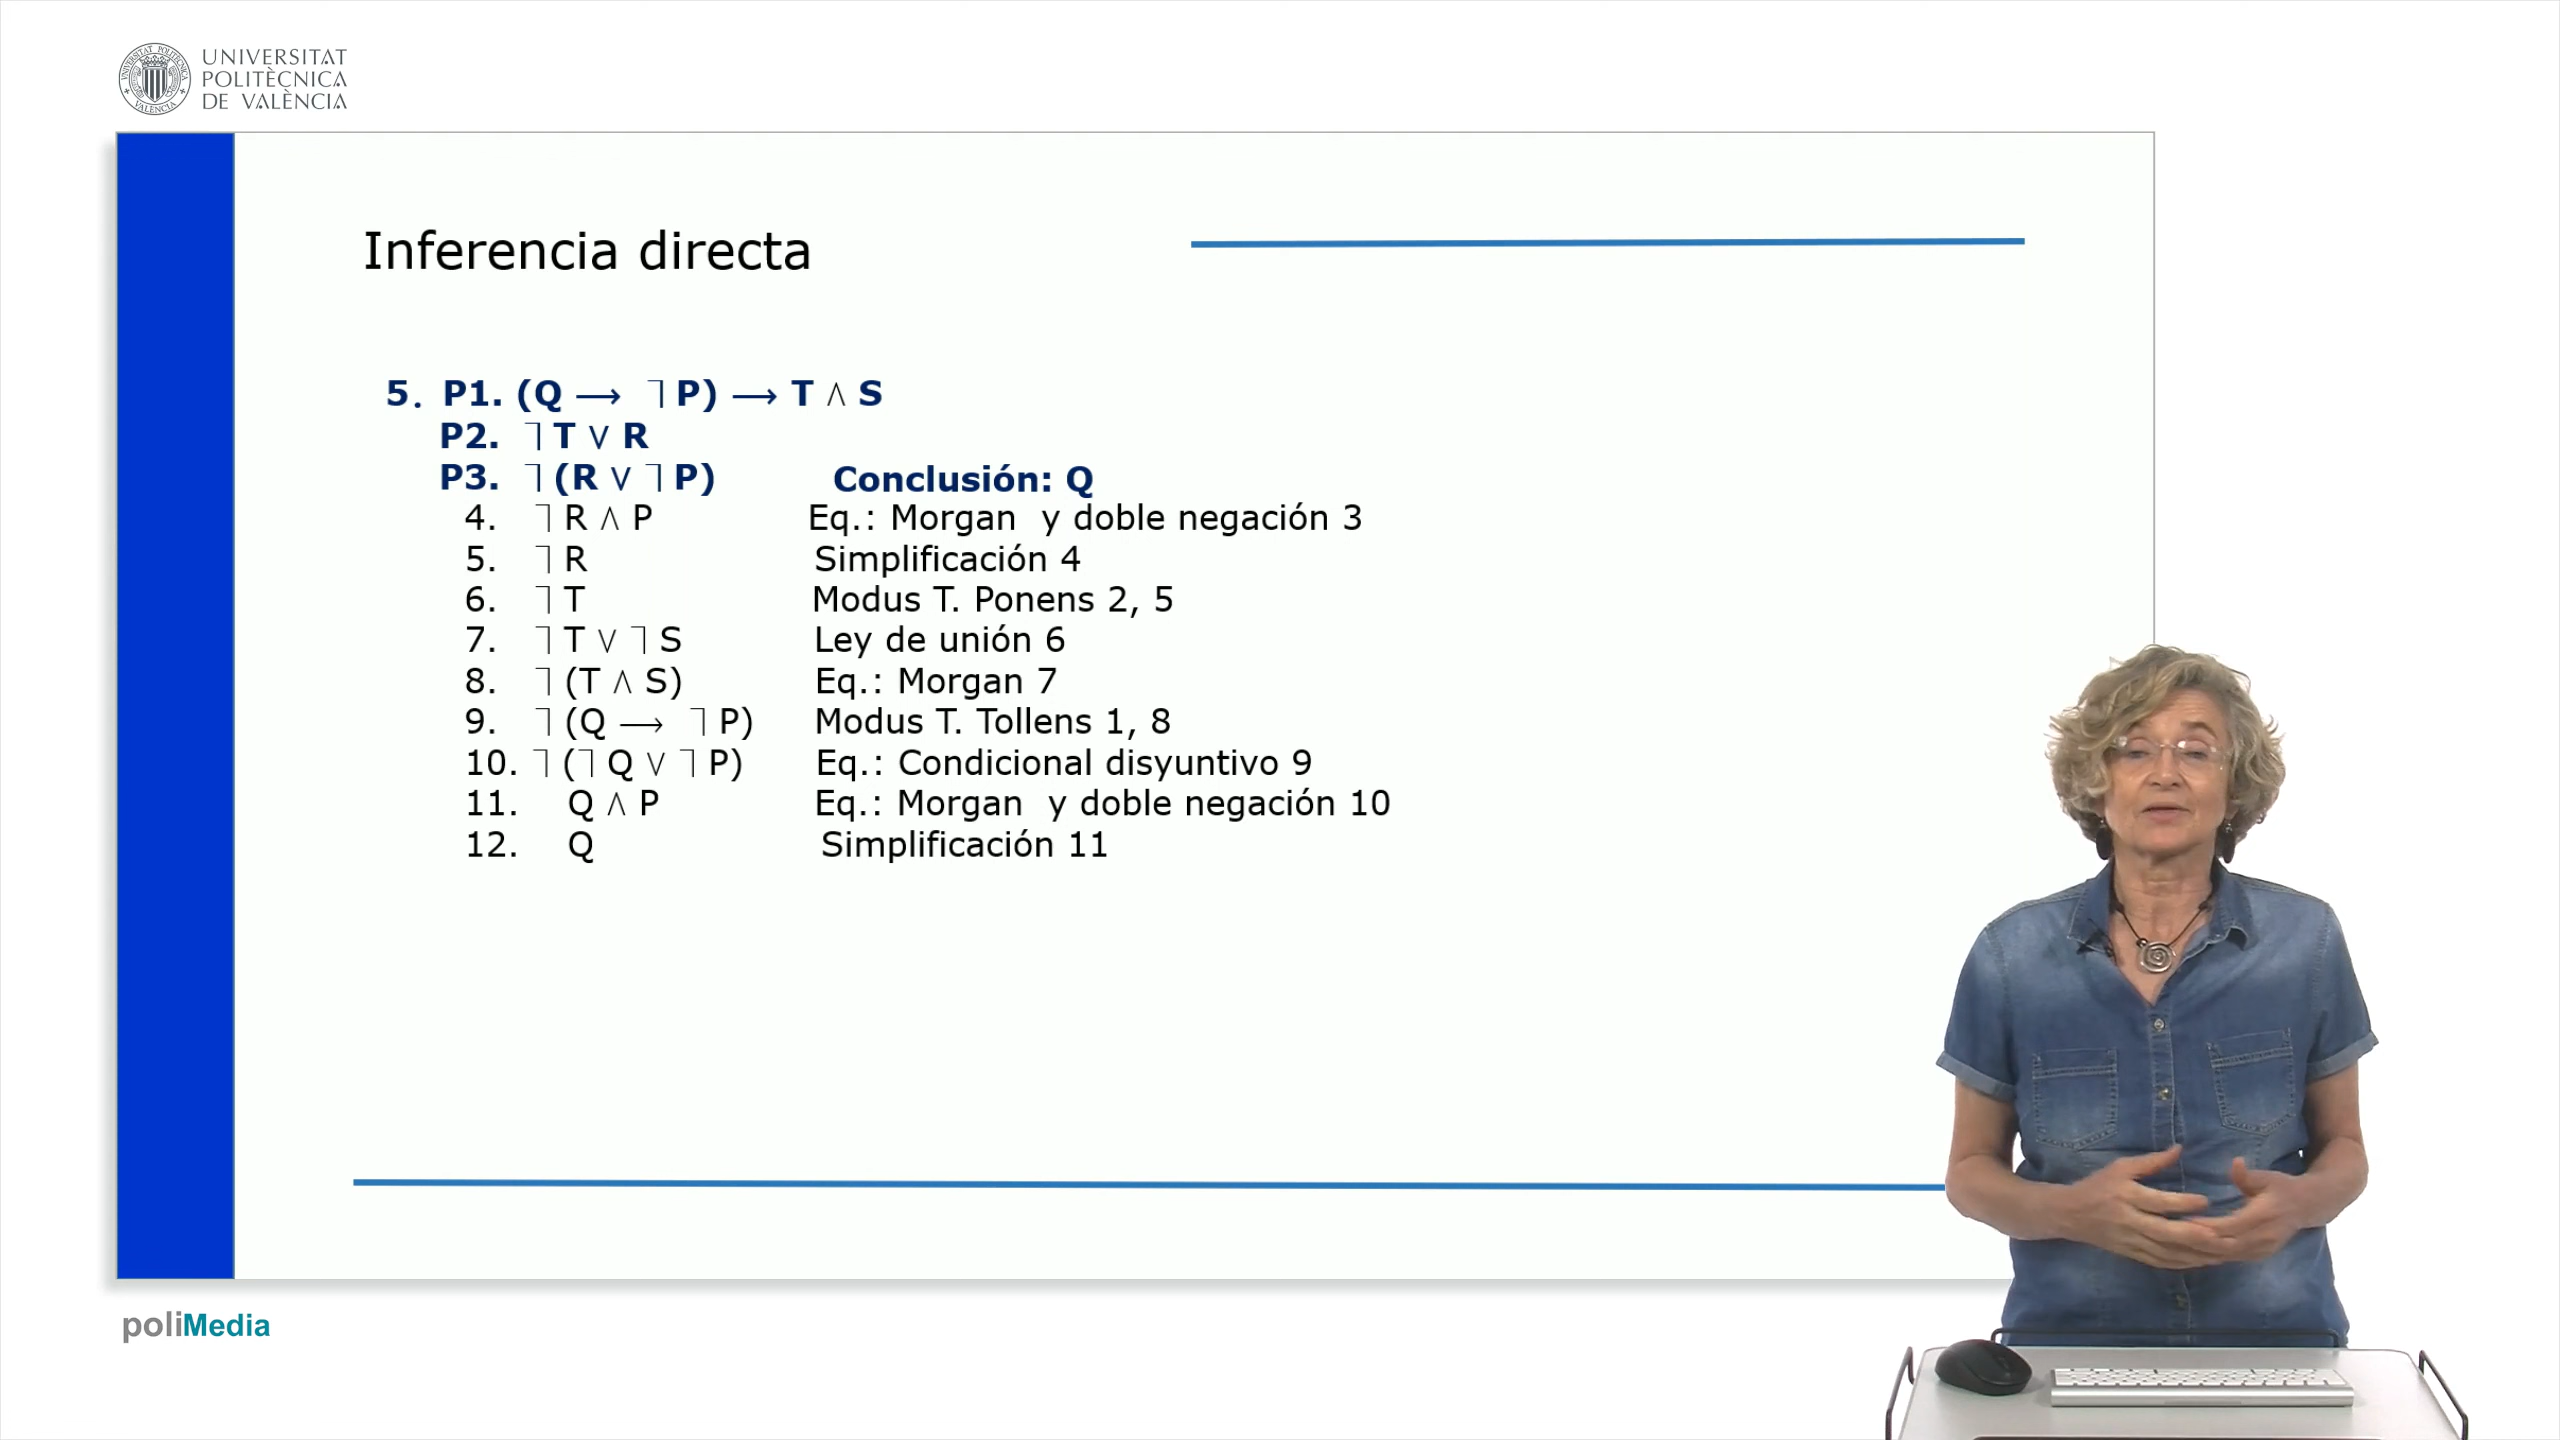 UNIVERSITAT
POLITÈCNICA
DE VALÈNCIA
Inferencia directa
5. P1. (Q ⟶ ⅂ P) ⟶ T ∧ S
P2. ⅂ T ∨ R
P3. ⅂ (R ∨ ⅂ P) Conclusión: Q
4. ⅂ R ∧ P Eq.: Morgan y doble negación 3
5. ⅂ R Simplificación 4
6. ⅂ T Modus T. Ponens 2, 5
7. ⅂ T ∨ ⅂ S Ley de unión 6
8. ⅂ (T ∧ S) Eq.: Morgan 7
9. ⅂ (Q ⟶ ⅂ P) Modus T. Tollens 1, 8
10. ⅂ (⅂ Q ∨ ⅂ P) Eq.: Condicional disyuntivo 9
11. Q ∧ P Eq.: Morgan y doble negación 10
12. Q Simplificación 11
poliMedia